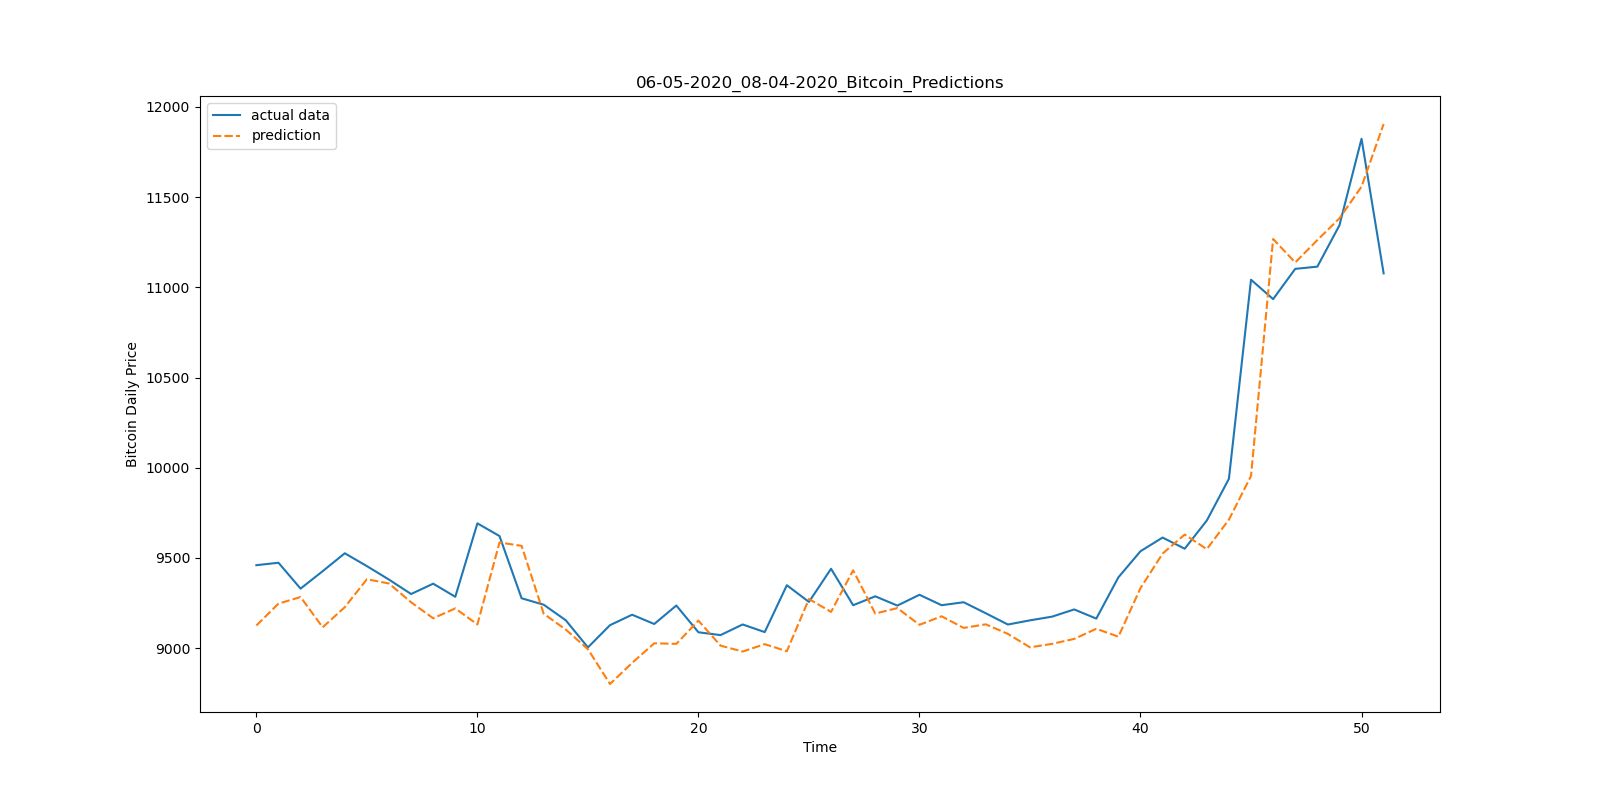 06-05-2020_08-04-2020_Bitcoin_Predictions
actual data
prediction
12000
11500
11000
10500
10000
9500
9000
Bitcoin Daily Price
0 10 20 30 40 50
Time